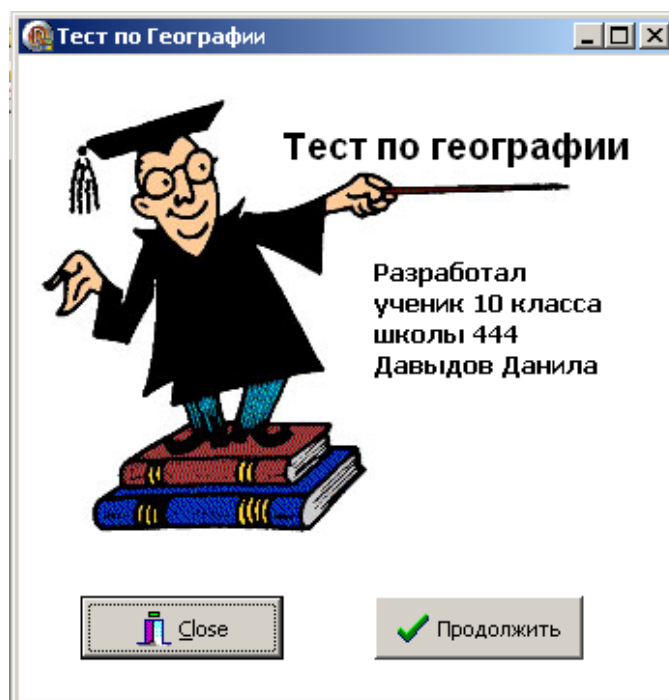 Тест по Географии
Тест по географии
Разработал
ученик 10 класса
школы 444
Давыдов Данила
Close
Продолжить